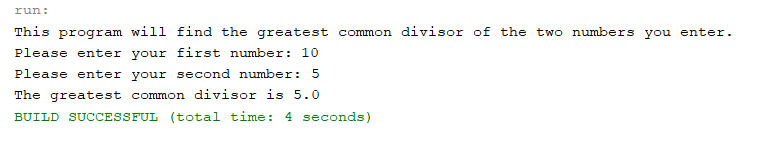 run:
This program will find the greatest common divisor of the two numbers you enter.
Please enter your first number: 10
Please enter your second number: 5
The greatest common divisor is 5.0
BUILD SUCCESSFUL (total time: 4 seconds)